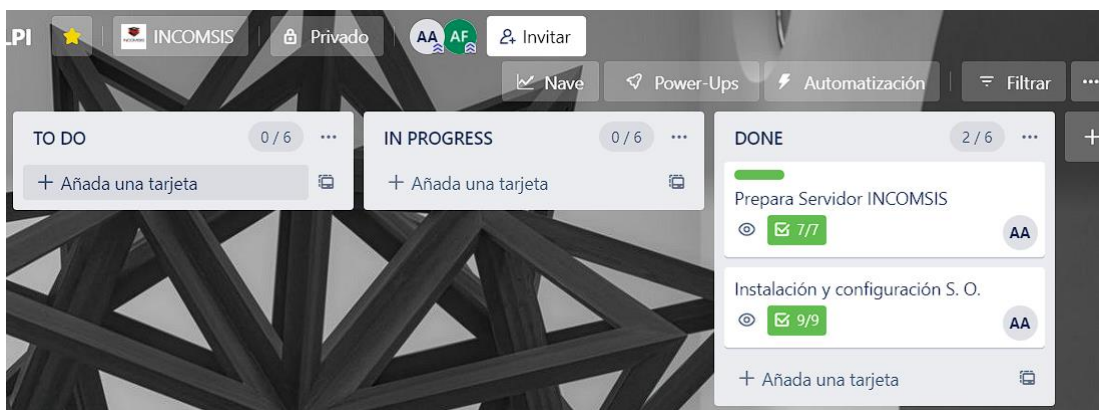 LPI INCOMSIS Privado AA AF Invitar
Nave Power-Ups Automatización Filtrar
TO DO 0 / 6
Añada una tarjeta
IN PROGRESS 0 / 6
Añada una tarjeta
DONE 2 / 6
Prepara Servidor INCOMSIS
7/7 AA
Instalación y configuración S. O.
9/9 AA
Añada una tarjeta